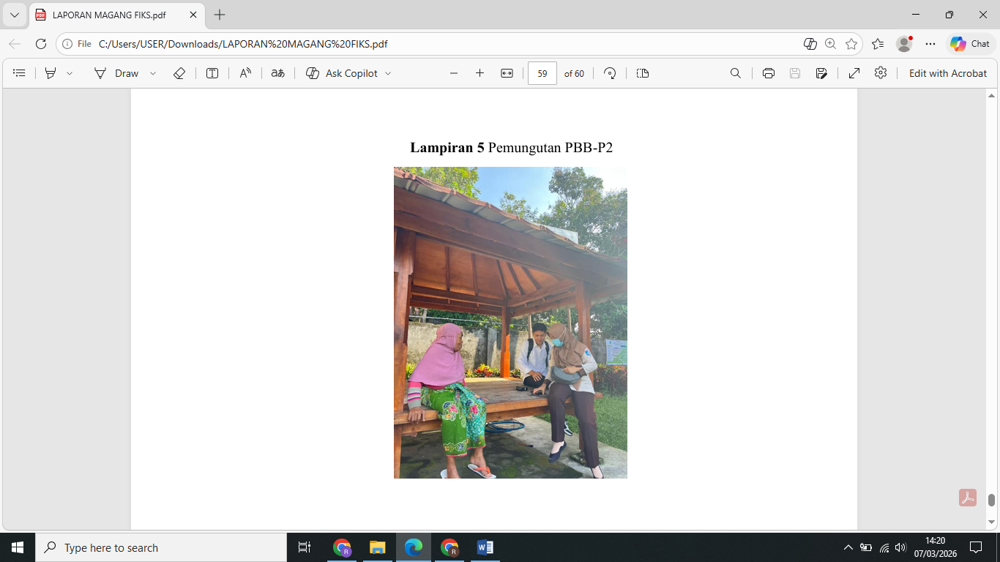 LAPORAN MAGANG FIKS.pdf
File C:/Users/USER/Downloads/LAPORAN%20MAGANG%20FIKS.pdf
Chat
Draw
Ask Copilot
59 of 60
Edit with Acrobat
Lampiran 5 Pemungutan PBB-P2
Type here to search
14:20
07/03/2026